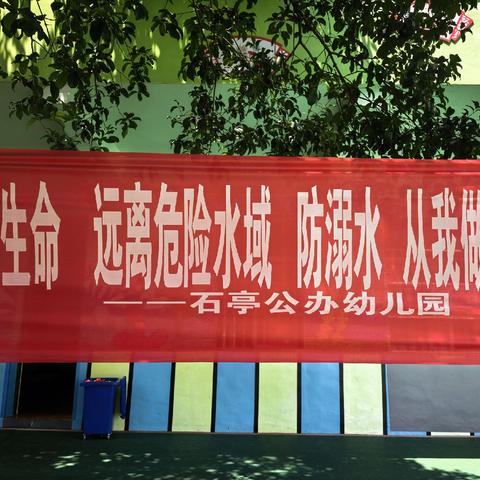 生命 远离危险水域 防溺水 从我做
——石亭公办幼儿园